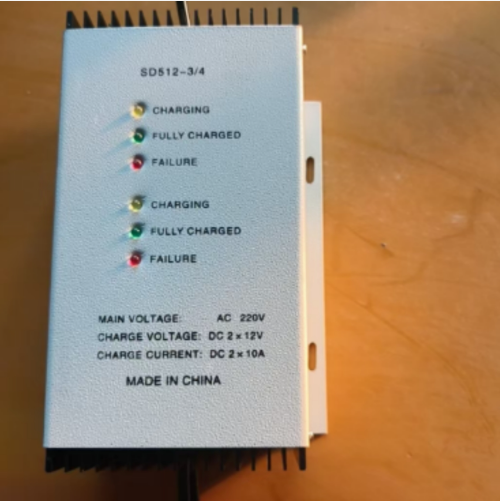 SD512-3/4
CHARGING
FULLY CHARGED
FAILURE
CHARGING
FULLY CHARGED
FAILURE
MAIN VOLTAGE: AC 220V
CHARGE VOLTAGE: DC 2 x 12V
CHARGE CURRENT: DC 2 x 10A
MADE IN CHINA